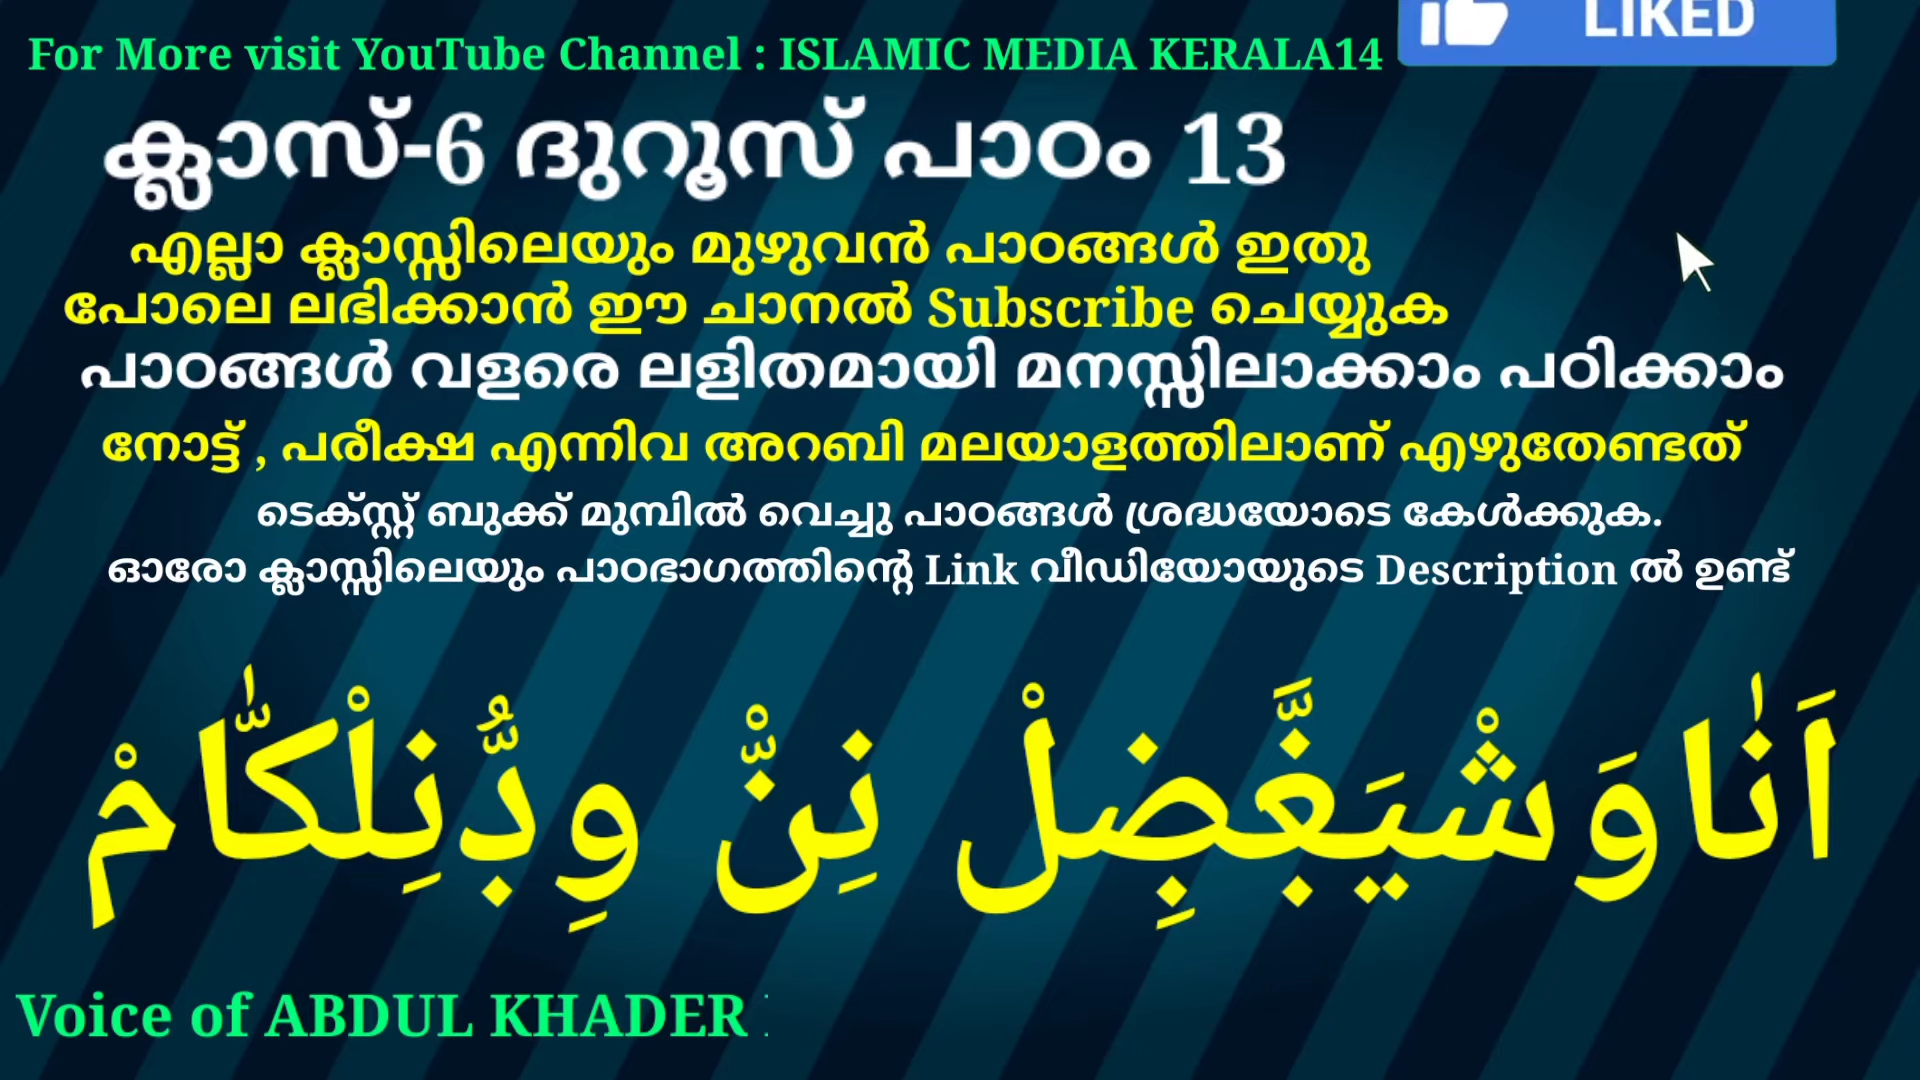 LIKED
For More visit YouTube Channel : ISLAMIC MEDIA KERALA14
ക്ലാസ്-6 ദുറൂസ് പാഠം 13
എല്ലാ ക്ലാസ്സിലെയും മുഴുവൻ പാഠങ്ങൾ ഇതു
പോലെ ലഭിക്കാൻ ഈ ചാനൽ Subscribe ചെയ്യുക
പാഠങ്ങൾ വളരെ ലളിതമായി മനസ്സിലാക്കാം പഠിക്കാം
നോട്ട് , പരീക്ഷ എന്നിവ അറബി മലയാളത്തിലാണ് എഴുതേണ്ടത്
ടെക്സ്റ്റ് ബുക്ക് മുമ്പിൽ വെച്ചു പാഠങ്ങൾ ശ്രദ്ധയോടെ കേൾക്കുക.
ഓരോ ക്ലാസ്സിലെയും പാഠഭാഗത്തിന്റെ Link വീഡിയോയുടെ Description ൽ ഉണ്ട്
اَنٰاوَشْيَغَّضِلْ نِنّْ وِدُّنِلْكّٰامْ
Voice of ABDUL KHADER